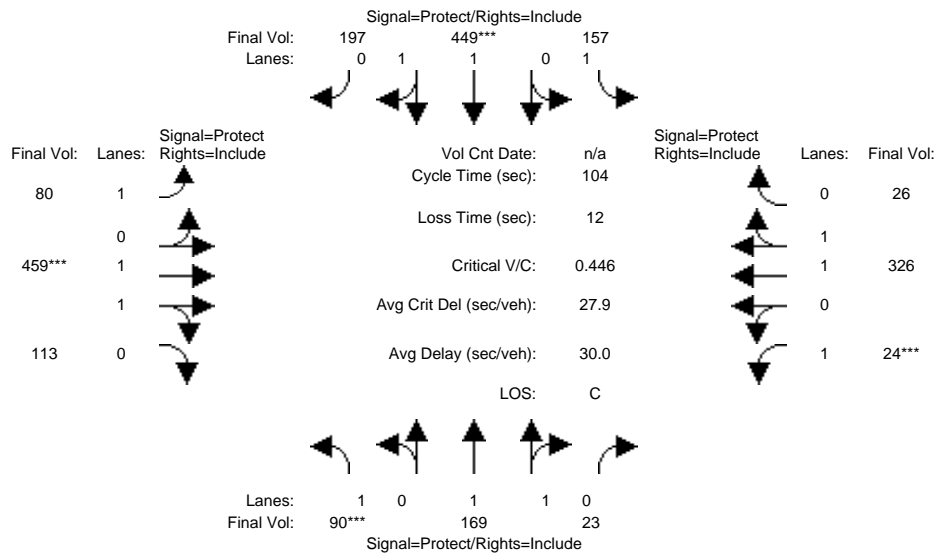 Signal=Protect/Rights=Include
Final Vol: 197 449*** 157
Lanes: 0 1 1 0 1
Signal=Protect Signal=Protect
Final Vol: Lanes: Rights=Include Vol Cnt Date: n/a Rights=Include Lanes: Final Vol:
Cycle Time (sec): 104
80 1 0 26
Loss Time (sec): 12
0 1
459*** 1 Critical V/C: 0.446 1 326
1 Avg Crit Del (sec/veh): 27.9 0
113 0 Avg Delay (sec/veh): 30.0 1 24***
LOS: C
Lanes: 1 0 1 1 0
Final Vol: 90*** 169 23
Signal=Protect/Rights=Include